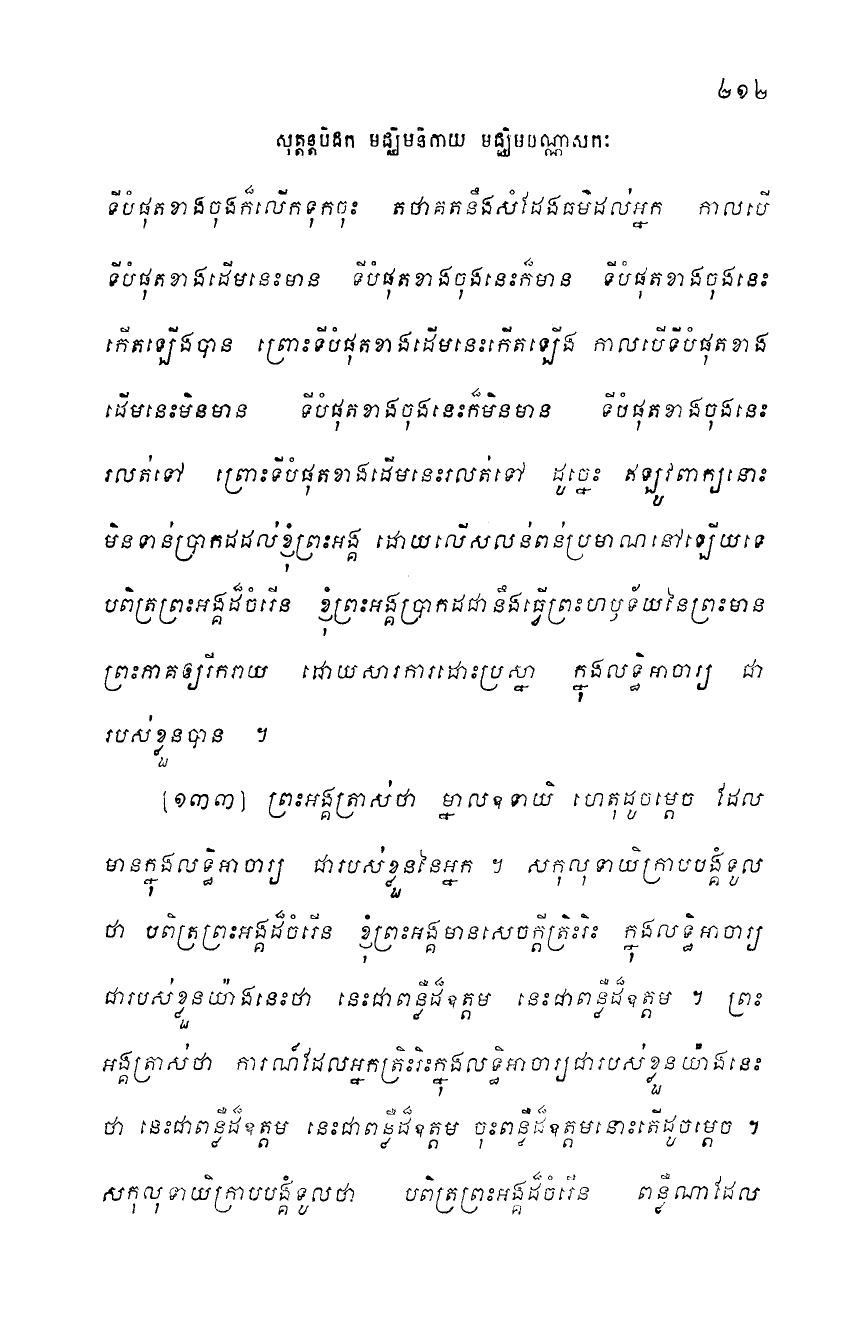 ៤១២
សុត្តន្តបិដក មជ្ឈិមនិកាយ មជ្ឈិមបណ្ណាសកៈ
ទីបំផុតខាងចុងក៏លើកទុកចុះ តថាគតនឹងសំដែងធម៌ដល់អ្នក កាលបើ
ទីបំផុតខាងដើមនេះមាន ទីបំផុតខាងចុងនេះក៏មាន ទីបំផុតខាងចុងនេះ
កើតឡើងបាន ព្រោះទីបំផុតខាងដើមនេះកើតឡើង កាលបើទីបំផុតខាង
ដើមនេះមិនមាន ទីបំផុតខាងចុងនេះក៏មិនមាន ទីបំផុតខាងចុងនេះ
រលត់ទៅ ព្រោះទីបំផុតខាងដើមនេះរលត់ទៅ ដូច្នេះ ឥឡូវពាក្យនោះ
មិនទាន់ប្រាកដដល់ខ្ញុំព្រះអង្គ ដោយលើសលន់ពន់ប្រមាណនៅឡើយទេ
បពិត្រព្រះអង្គដ៏ចំរើន ខ្ញុំព្រះអង្គប្រាកដជានឹងធ្វើព្រះហឫទ័យនៃព្រះមាន
ព្រះភាគឲ្យរីករាយ ដោយសារការដោះប្រស្នា ក្នុងលទ្ធិអាចារ្យ ជា
របស់ខ្លួនបាន ។
[១៣៣] ព្រះអង្គត្រាស់ថា ម្នាលឧទាយិ ហេតុដូចម្តេច ដែល
មានក្នុងលទ្ធិអាចារ្យ ជារបស់ខ្លួននៃអ្នក ។ សកុលុទាយិក្រាបបង្គំទូល
ថា បពិត្រព្រះអង្គដ៏ចំរើន ខ្ញុំព្រះអង្គមានសេចក្តីត្រិះរិះ ក្នុងលទ្ធិអាចារ្យ
ជារបស់ខ្លួនយ៉ាងនេះថា នេះជាពន្លឺដ៏ឧត្តម នេះជាពន្លឺដ៏ឧត្តម ។ ព្រះ
អង្គត្រាស់ថា ការណ៍ដែលអ្នកត្រិះរិះក្នុងលទ្ធិអាចារ្យជារបស់ខ្លួនយ៉ាងនេះ
ថា នេះជាពន្លឺដ៏ឧត្តម នេះជាពន្លឺដ៏ឧត្តម ចុះពន្លឺដ៏ឧត្តមនោះតើដូចម្តេច ។
សកុលុទាយិក្រាបបង្គំទូលថា បពិត្រព្រះអង្គដ៏ចំរើន ពន្លឺណាដែល